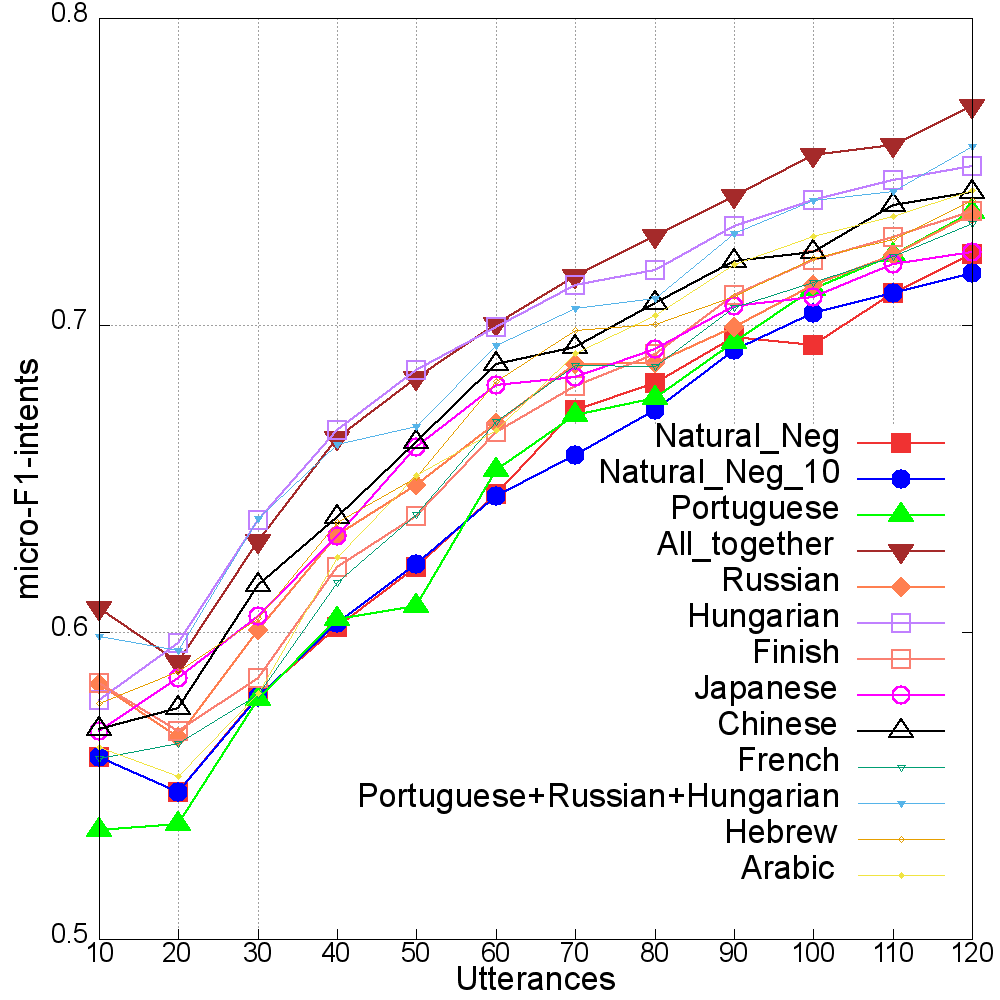 0.8
0.7
0.6
0.5
micro-F1-intents
10 20 30 40 50 60 70 80 90 100 110 120
Utterances
Natural_Neg
Natural_Neg_10
Portuguese
All_together
Russian
Hungarian
Finish
Japanese
Chinese
French
Portuguese+Russian+Hungarian
Hebrew
Arabic